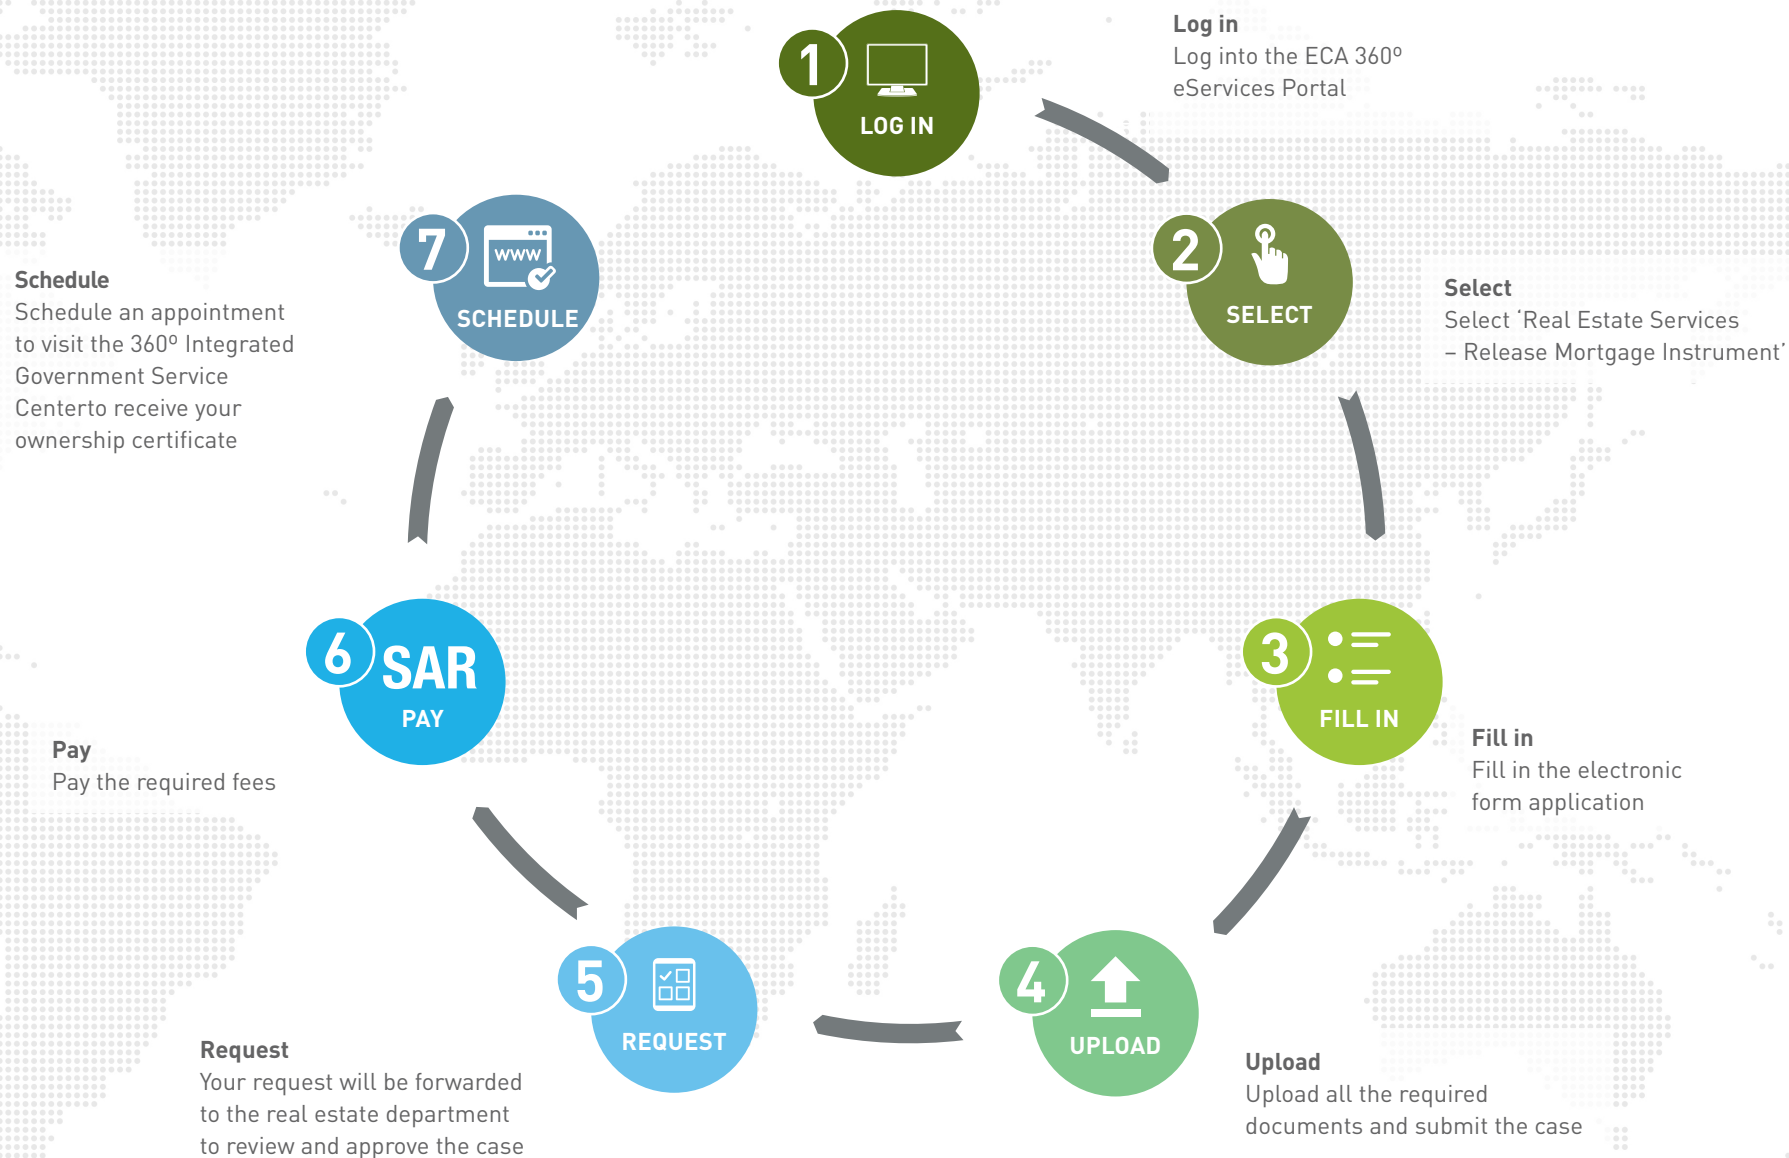 1
LOG IN
Log in
Log into the ECA 360º
eServices Portal
2
SELECT
Select
Select ‘Real Estate Services
– Release Mortgage Instrument’
3
FILL IN
Fill in
Fill in the electronic
form application
4
UPLOAD
Upload
Upload all the required
documents and submit the case
5
REQUEST
Request
Your request will be forwarded
to the real estate department
to review and approve the case
6
SAR
PAY
Pay
Pay the required fees
7
www
SCHEDULE
Schedule
Schedule an appointment
to visit the 360º Integrated
Government Service
Centerto receive your
ownership certificate